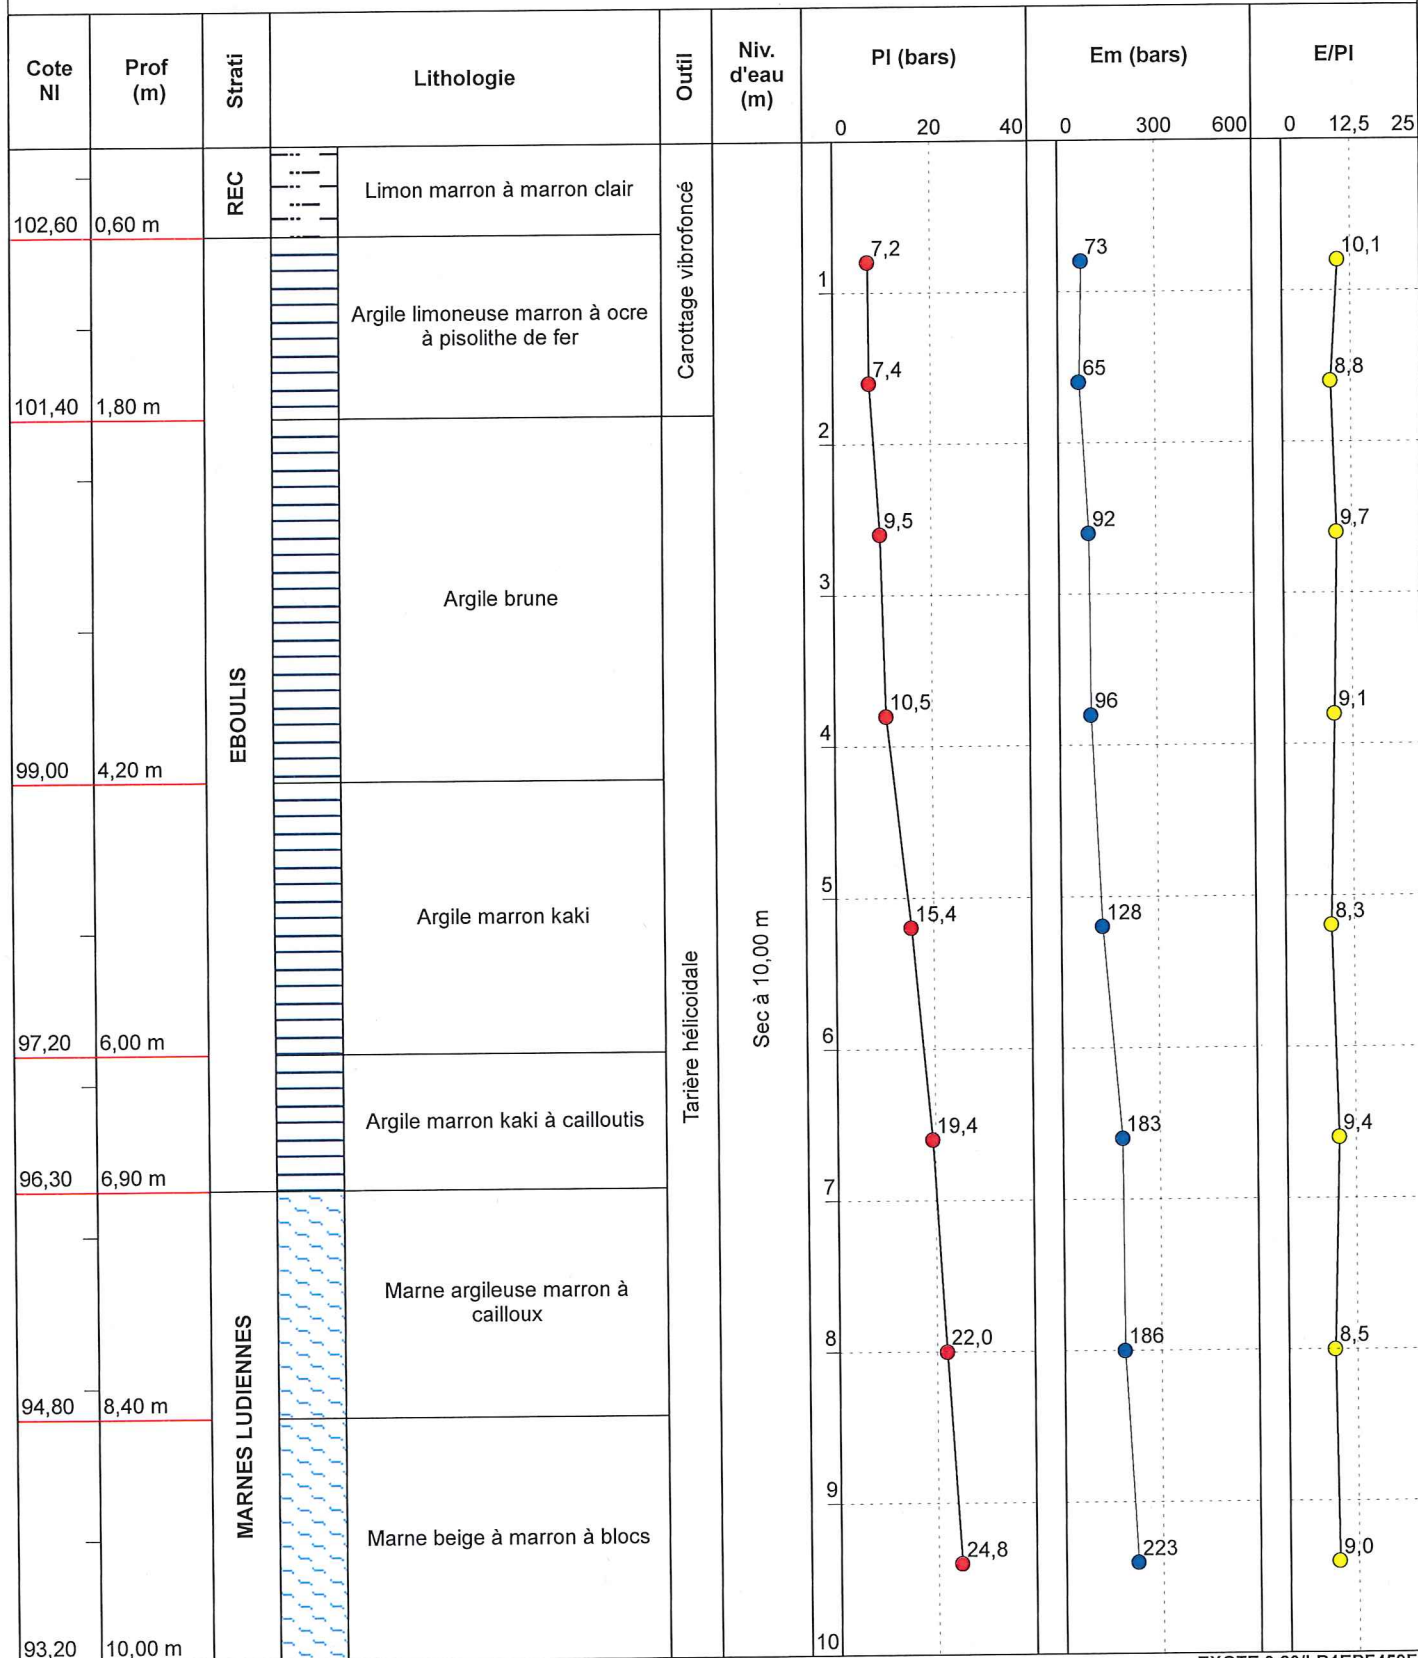 Cote
NI
Prof
(m)
Strati
Lithologie
Outil
Niv.
d'eau
(m)
Pl (bars)
Em (bars)
E/Pl
0 20 40
0 300 600
0 12,5 25
REC
Limon marron à marron clair
102,60 0,60 m
Carottage vibrofoncé
7,2 73 10,1
1
Argile limoneuse marron à ocre
à pisolithe de fer
7,4 65 8,8
101,40 1,80 m
2
9,5 92 9,7
3
Argile brune
EBOULIS
10,5 96 9,1
4
99,00 4,20 m
5
Argile marron kaki
15,4 128 8,3
Sec à 10,00 m
Tarière hélicoidale
6
97,20 6,00 m
Argile marron kaki à cailloutis
19,4 183 9,4
96,30 6,90 m
7
Marne argileuse marron à
cailloux
8
22,0 186 8,5
94,80 8,40 m
MARNES LUDIENNES
9
Marne beige à marron à blocs
24,8 223 9,0
10
93,20 10,00 m